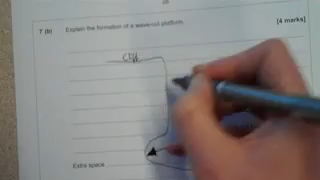 7 (b) Explain the formation of a wave-cut platform.
[4 marks]
Cliff
Extra space